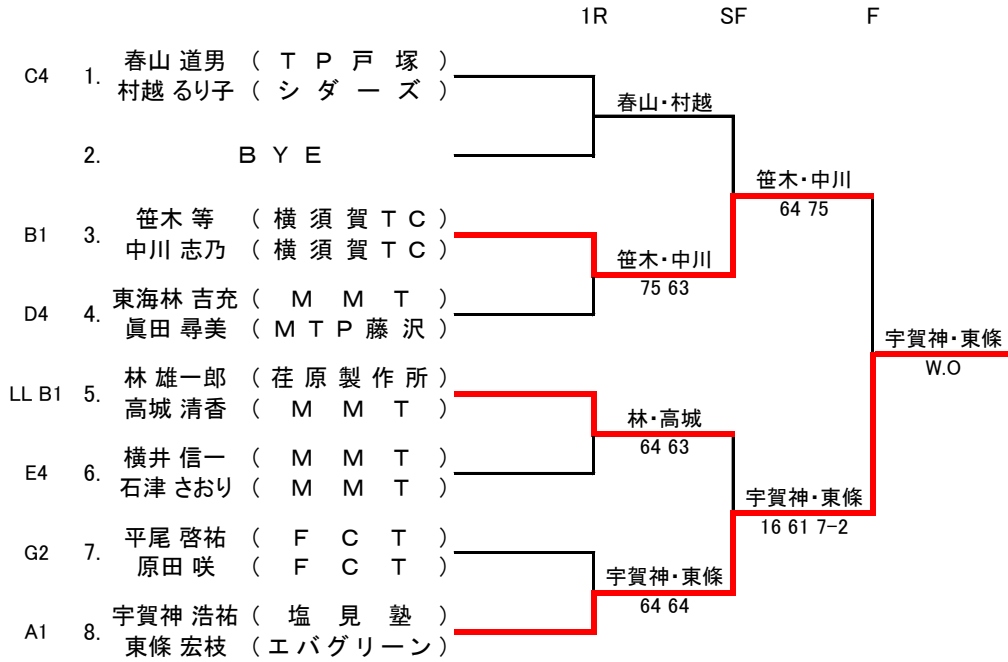 1R SF F
C4 1. 春山 道男 ( T P 戸 塚 )
村越 るり子 ( シ ダ ー ズ )
春山・村越
2. B Y E
笹木・中川
64 75
B1 3. 笹木 等 ( 横 須 賀 T C )
中川 志乃 ( 横 須 賀 T C )
笹木・中川
75 63
D4 4. 東海林 吉充 ( M M T )
眞田 尋美 ( M T P 藤 沢 )
宇賀神・東條
W.O
LL B1 5. 林 雄一郎 ( 荏 原 製 作 所 )
高城 清香 ( M M T )
林・高城
64 63
E4 6. 横井 信一 ( M M T )
石津 さおり ( M M T )
宇賀神・東條
16 61 7-2
G2 7. 平尾 啓祐 ( F C T )
原田 咲 ( F C T )
宇賀神・東條
64 64
A1 8. 宇賀神 浩祐 ( 塩 見 塾 )
東條 宏枝 ( エ バ グ リ ー ン )